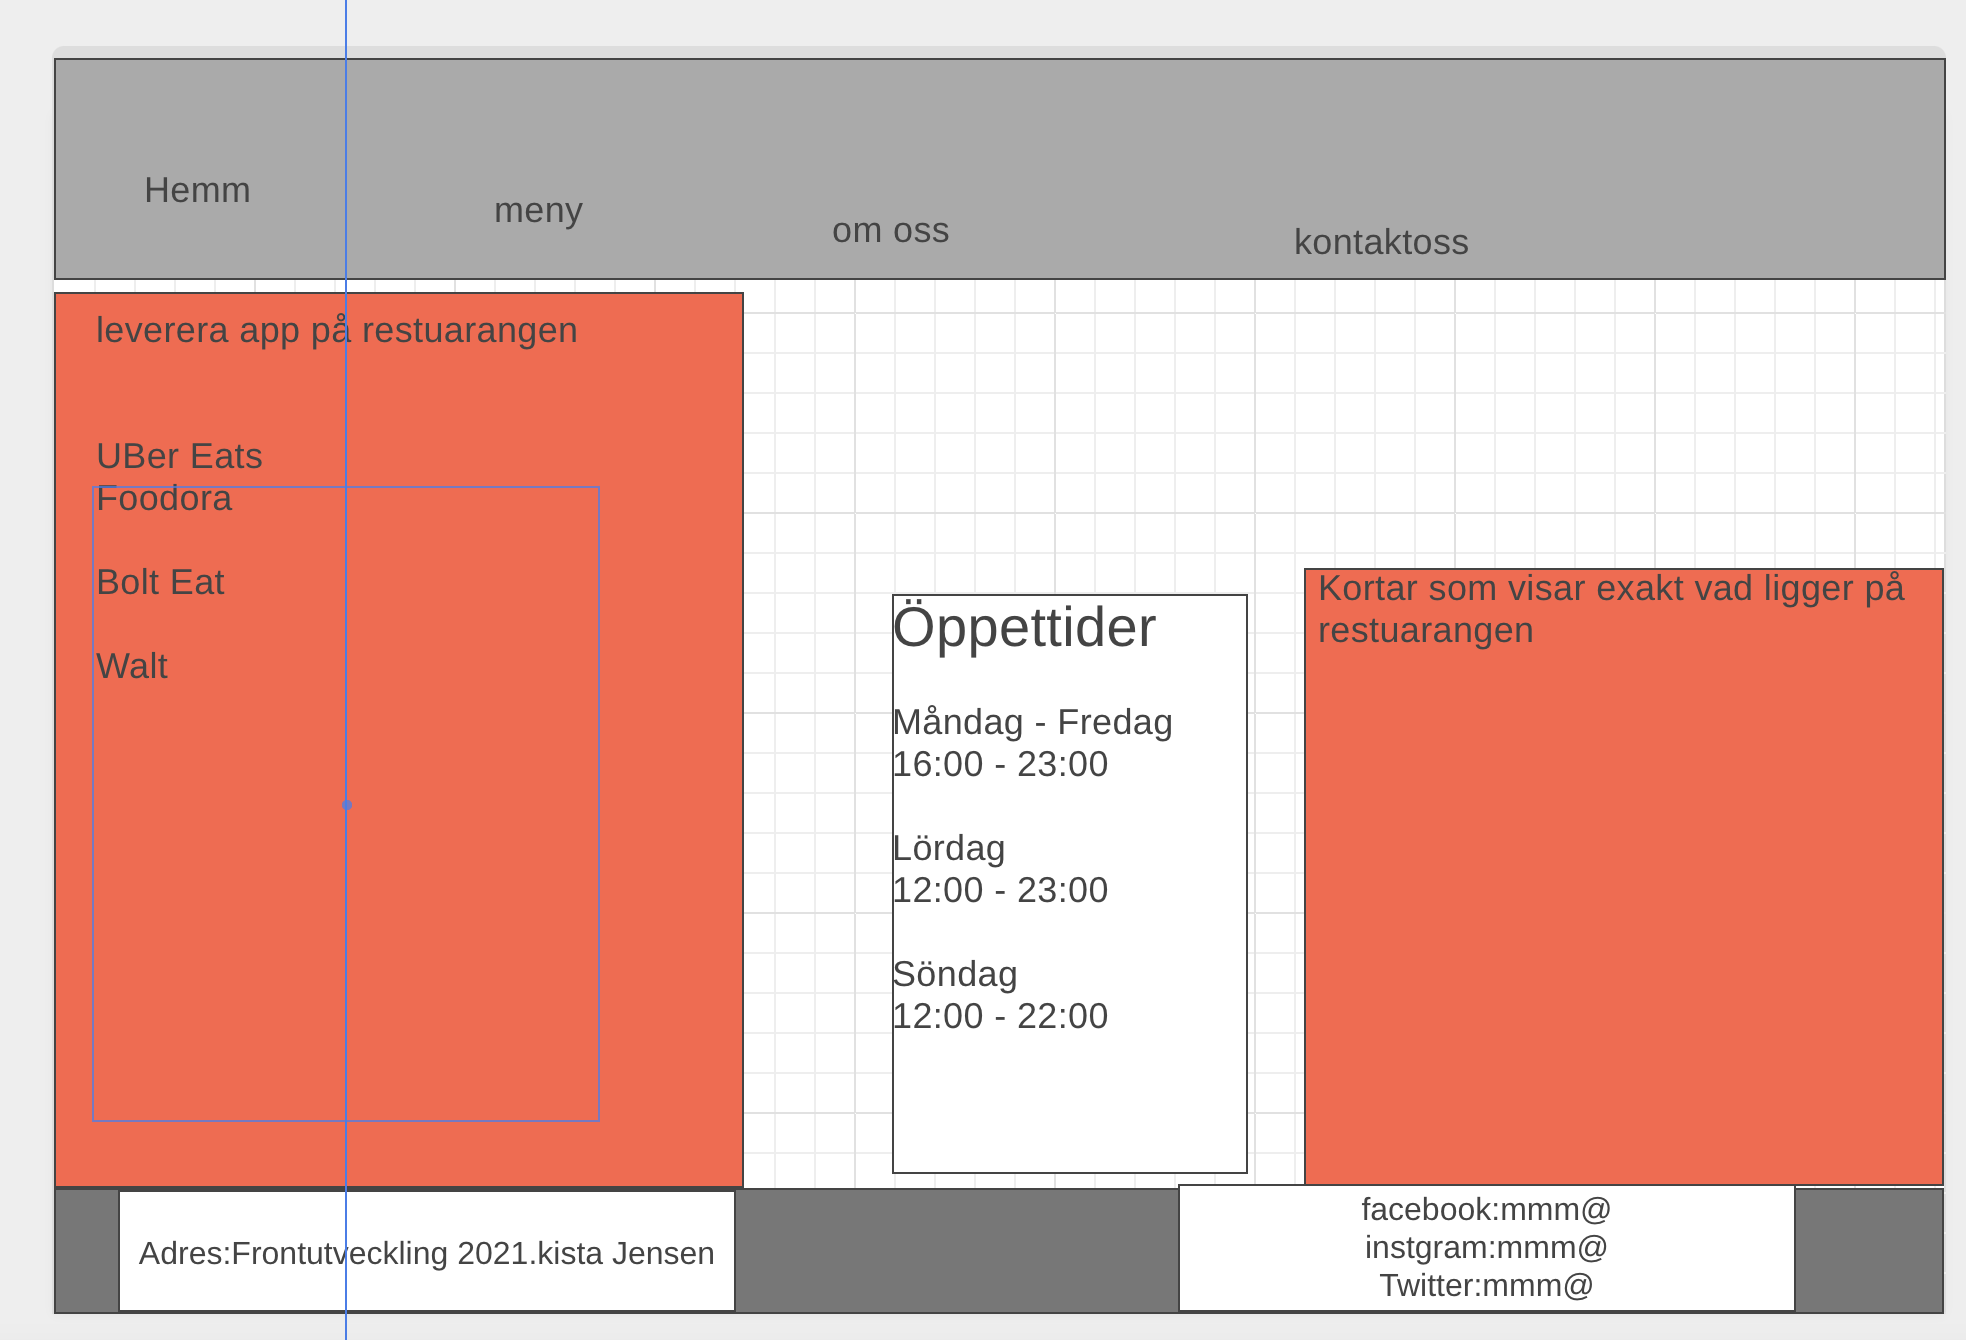 Hemm
meny
om oss
kontaktoss
leverera app på restuarangen
UBer Eats
Foodora
Bolt Eat
Walt
Öppettider
Måndag - Fredag
16:00 - 23:00
Lördag
12:00 - 23:00
Söndag
12:00 - 22:00
Kortar som visar exakt vad ligger på
restuarangen
Adres:Frontutveckling 2021.kista Jensen
facebook:mmm@
instgram:mmm@
Twitter:mmm@